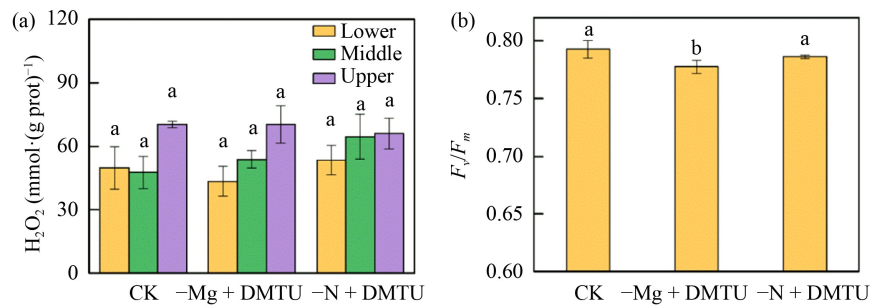 (a)
H₂O₂ (mmol·(g prot)⁻¹)
120
90
60
30
0
Lower
Middle
Upper
a a a
a a a
a a a
CK −Mg + DMTU −N + DMTU
(b)
Fᵥ/Fₘ
0.80
0.75
0.70
0.65
0.60
a b a
CK −Mg + DMTU −N + DMTU